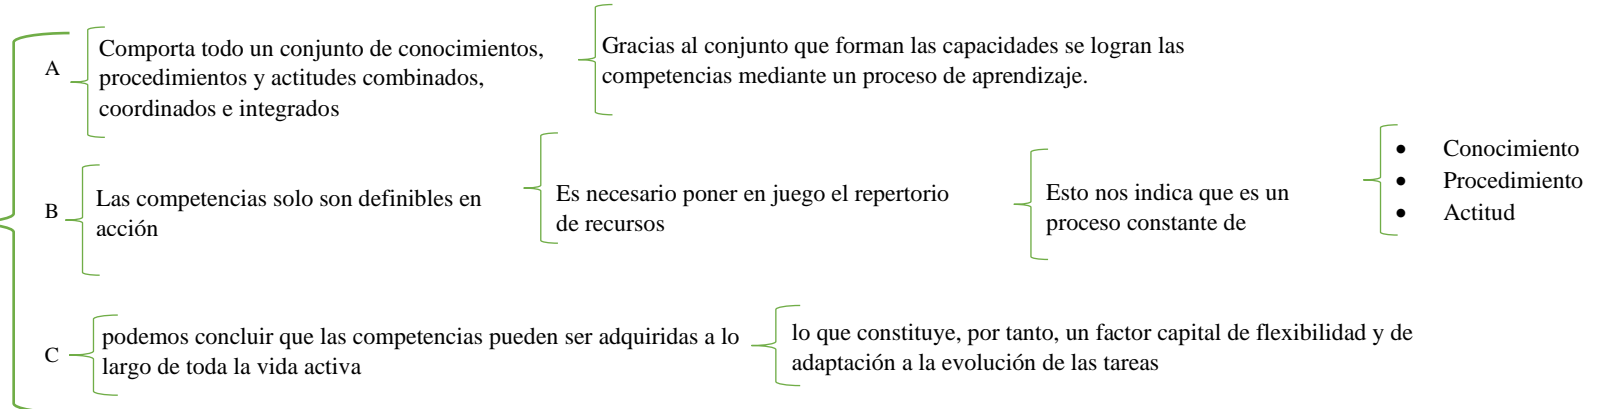 A
Comporta todo un conjunto de conocimientos,
procedimientos y actitudes combinados,
coordinados e integrados
Gracias al conjunto que forman las capacidades se logran las
competencias mediante un proceso de aprendizaje.
B
Las competencias solo son definibles en
acción
Es necesario poner en juego el repertorio
de recursos
Esto nos indica que es un
proceso constante de
• Conocimiento
• Procedimiento
• Actitud
C
podemos concluir que las competencias pueden ser adquiridas a lo
largo de toda la vida activa
lo que constituye, por tanto, un factor capital de flexibilidad y de
adaptación a la evolución de las tareas